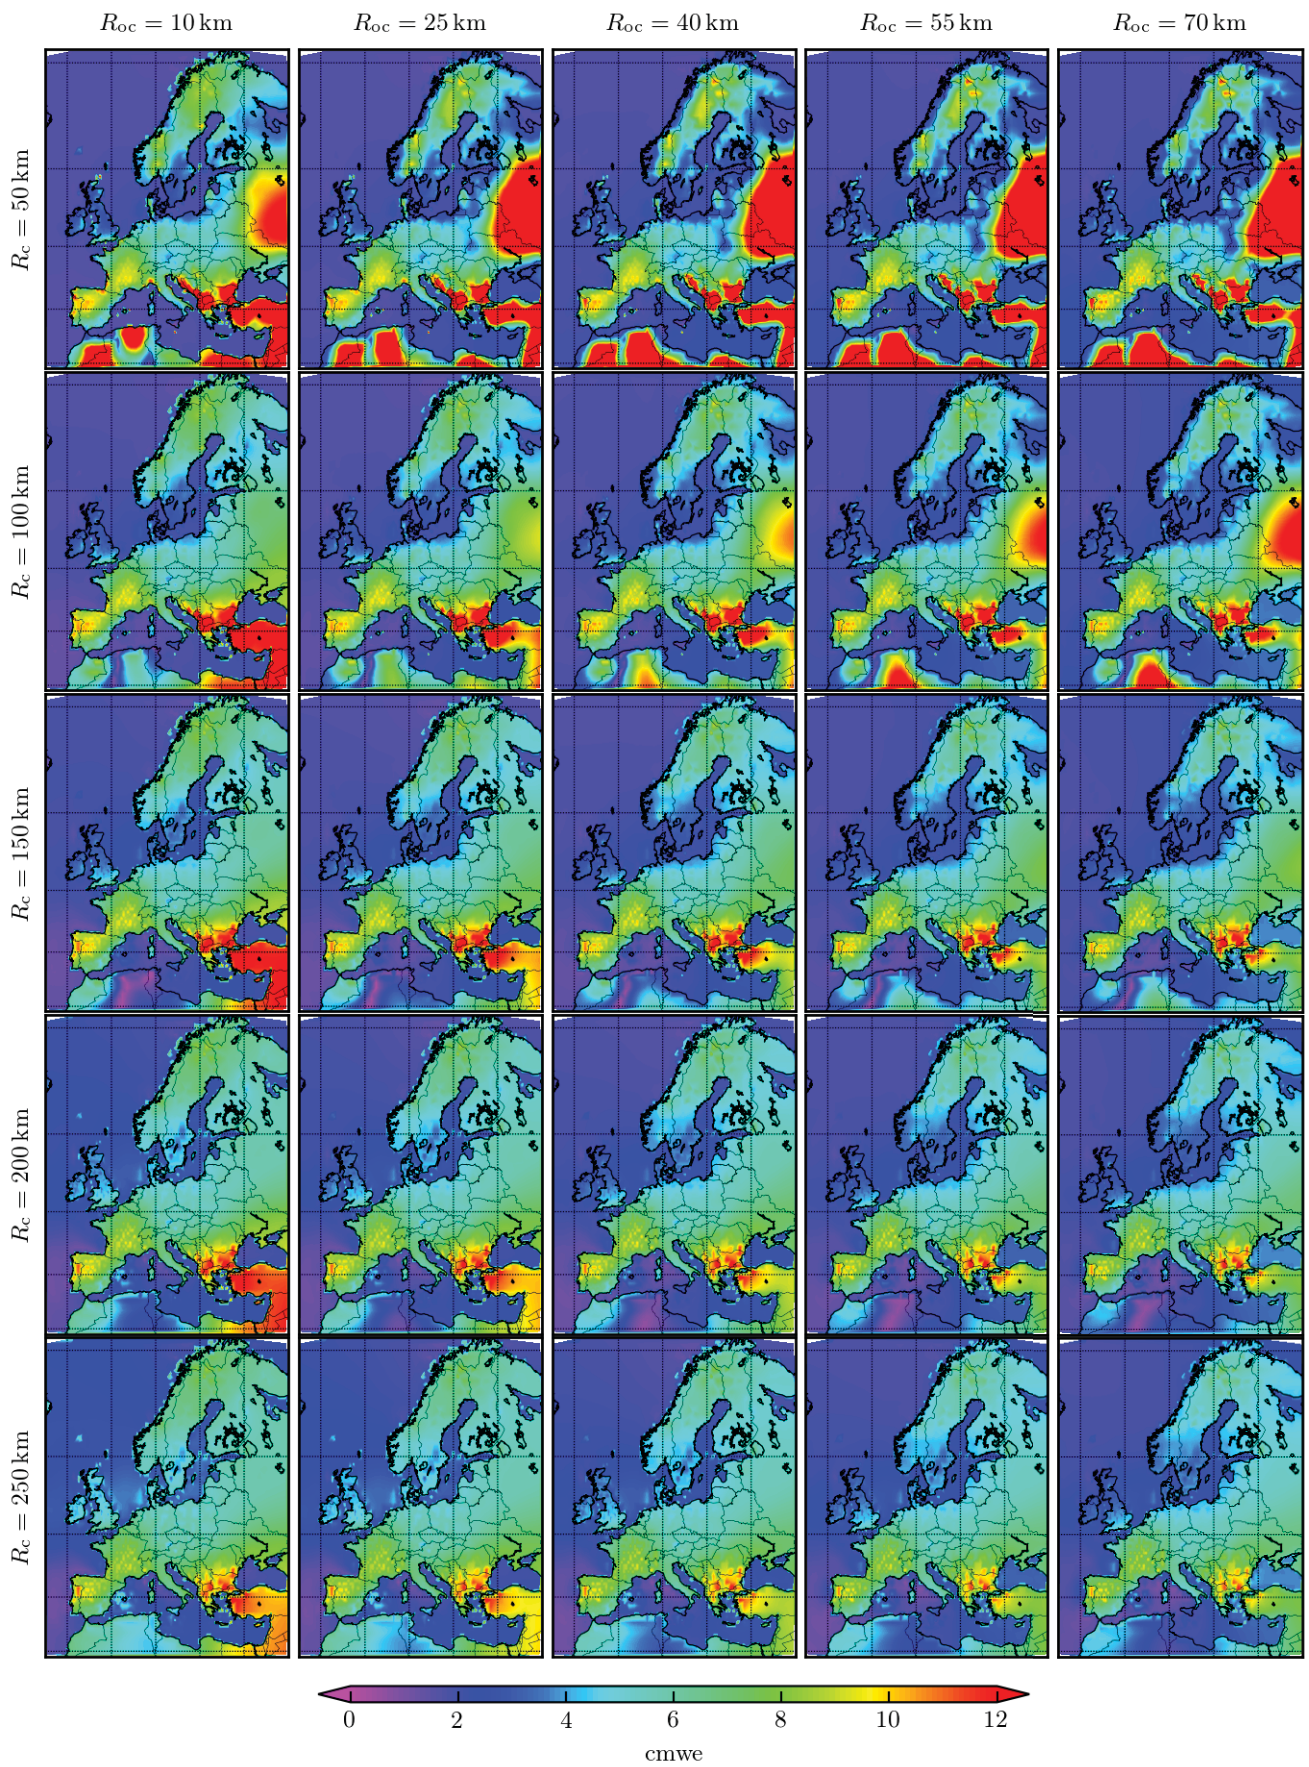 R_oc = 10 km R_oc = 25 km R_oc = 40 km R_oc = 55 km R_oc = 70 km
R_c = 50 km
R_c = 100 km
R_c = 150 km
R_c = 200 km
R_c = 250 km
0 2 4 6 8 10 12
cmwe